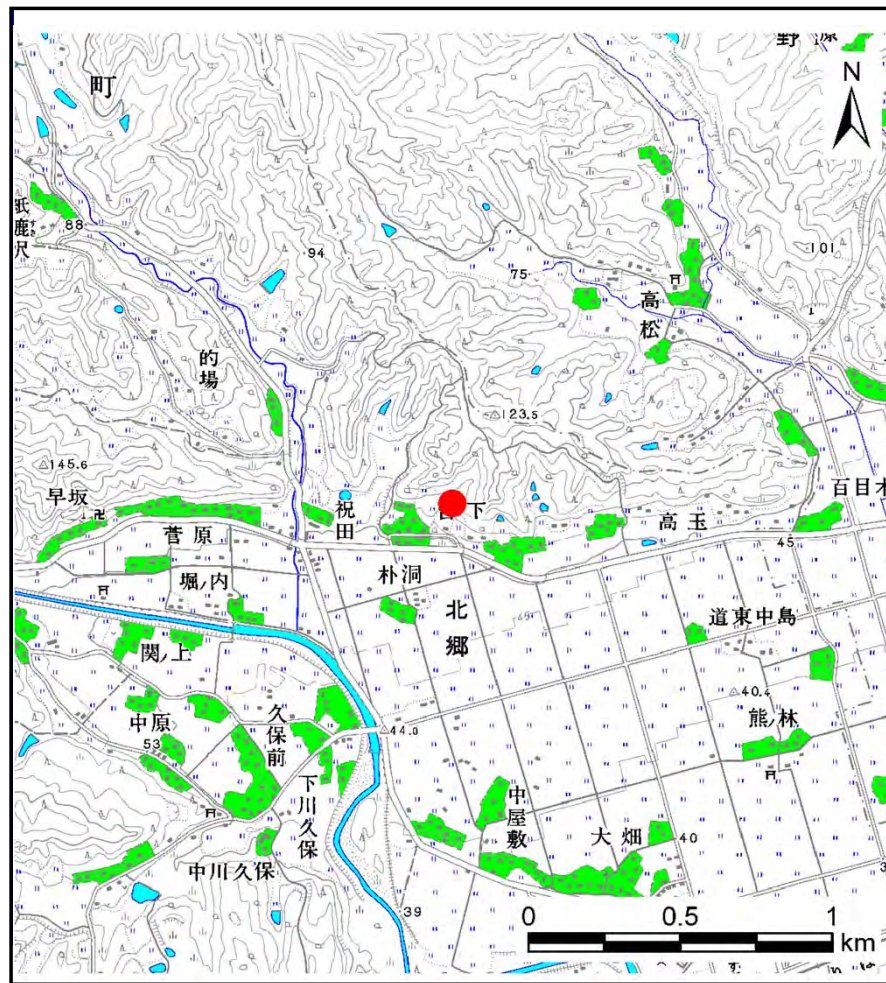 野
原
N
町
88
94
101
75
高松
的場
123.5
145.6
早坂
祝田
下
高玉
百目木
菅原
45
堀ノ内
朴洞
北郷
道東中島
関ノ上
40.4
中原
久保前
44.0
熊ノ林
53
下川久保
中屋敷
大畑
40
中川久保
39
0
0.5
1
km